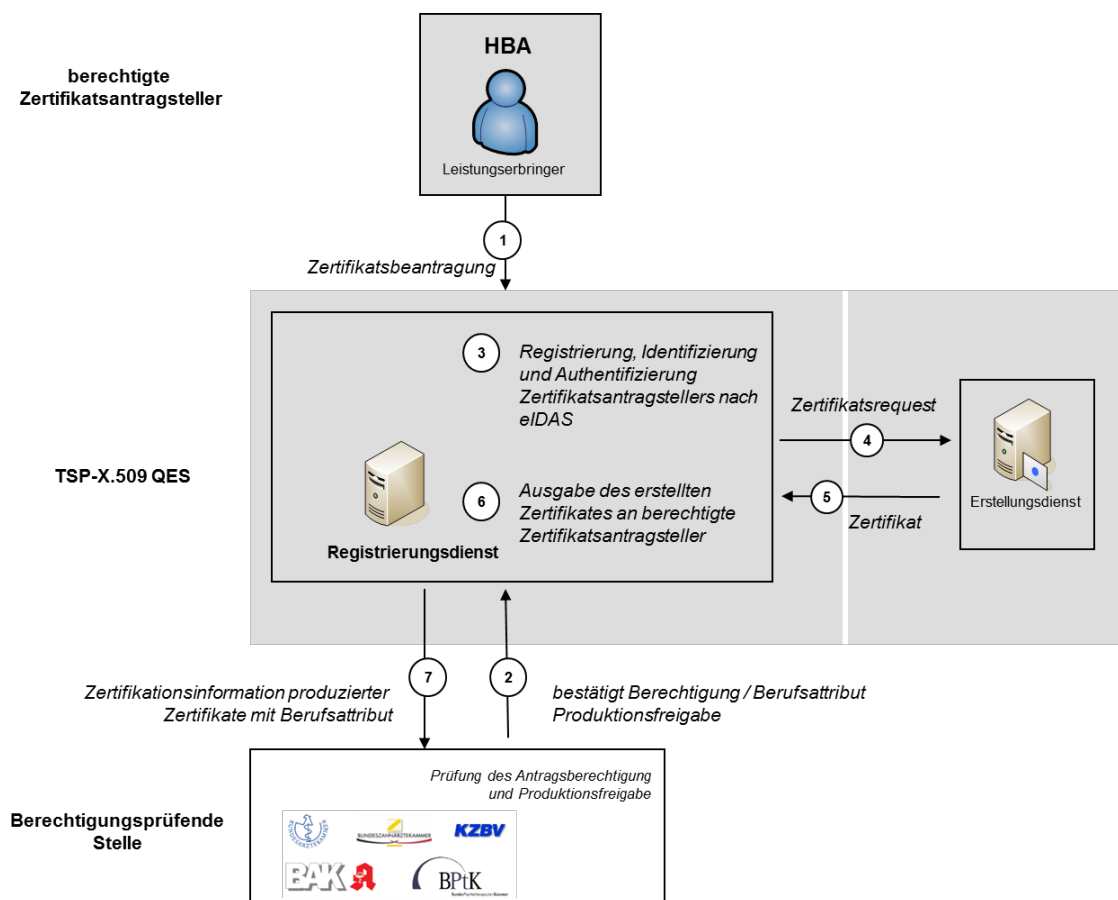 HBA
berechtigte
Zertifikatsantragsteller
Leistungserbringer
1
Zertifikatsbeantragung
3
Registrierung, Identifizierung
und Authentifizierung
Zertifikatsantragstellers nach
eIDAS
Zertifikatsrequest
4
TSP-X.509 QES
6
Ausgabe des erstellten
Zertifikates an berechtigte
Zertifikatsantragsteller
5
Zertifikat
Erstellungsdienst
Registrierungsdienst
7
2
Zertifikationsinformation produzierter
Zertifikate mit Berufsattribut
bestätigt Berechtigung / Berufsattribut
Produktionsfreigabe
Prüfung des Antragsberechtigung
und Produktionsfreigabe
Berechtigungsprüfende
Stelle
BUNDESÄRZTEKAMMER
BUNDESZAHNÄRZTEKAMMER
KZBV
BAK
BPtK
BundesPsychotherapeutenKammer